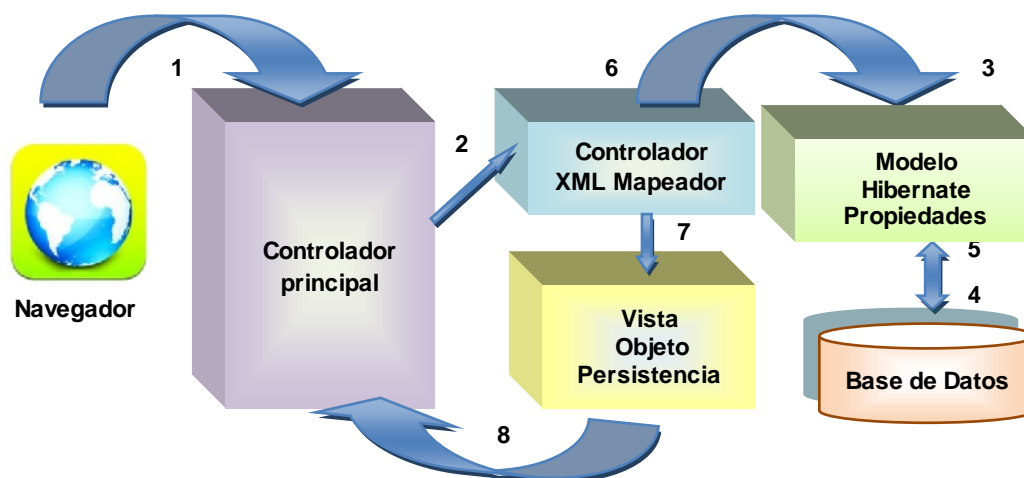 1
6
3
2
Controlador
XML Mapeador
Modelo
Hibernate
Propiedades
7
5
4
Controlador
principal
Navegador
Vista
Objeto
Persistencia
Base de Datos
8